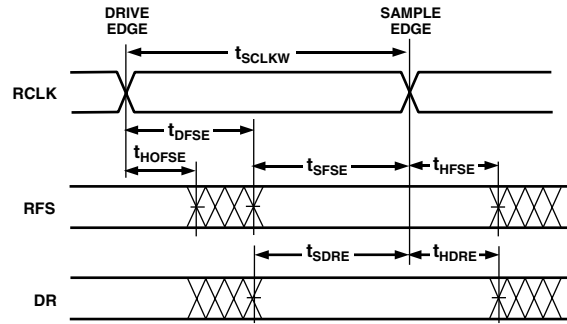 DRIVE EDGE
SAMPLE EDGE
tSCLKW
RCLK
tDFSE
tHOFSE
tSFSE
tHFSE
RFS
tSDRE
tHDRE
DR